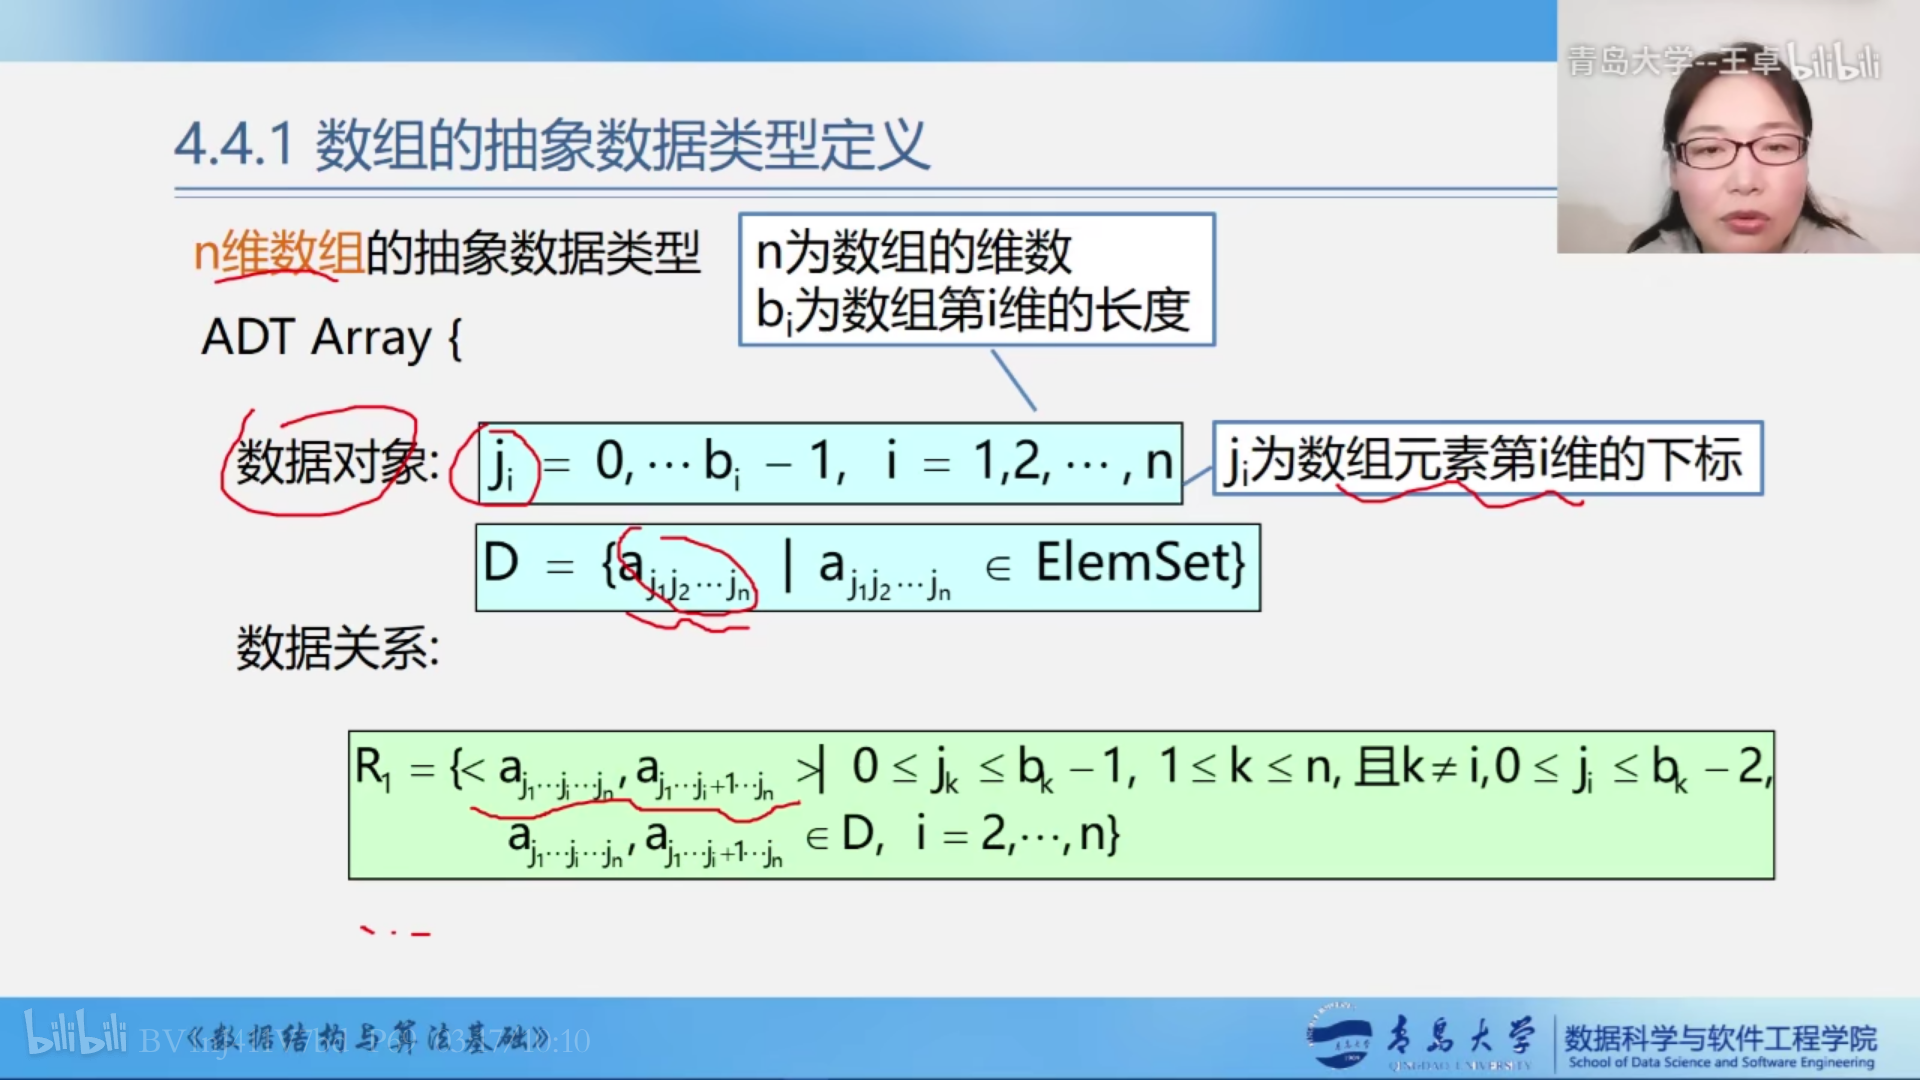 青岛大学--王卓 bilibili
4.4.1 数组的抽象数据类型定义
n维数组的抽象数据类型
n为数组的维数
bi为数组第i维的长度
ADT Array {
数据对象: ji = 0,⋯bi − 1, i = 1,2,⋯,n
ji为数组元素第i维的下标
D = {aj1j2⋯jn | aj1j2⋯jn ∈ ElemSet}
数据关系:
R1 = {< aj1⋯ji⋯jn, aj1⋯ji+1⋯jn >| 0 ≤ jk ≤ bk − 1, 1 ≤ k ≤ n, 且k ≠ i, 0 ≤ ji ≤ bk − 2,
aj1⋯ji⋯jn, aj1⋯ji+1⋯jn ∈ D, i = 2,⋯,n}
bilibili
《数据结构与算法基础》
青岛大学
QINGDAO UNIVERSITY
数据科学与软件工程学院
School of Data Science and Software Engineering